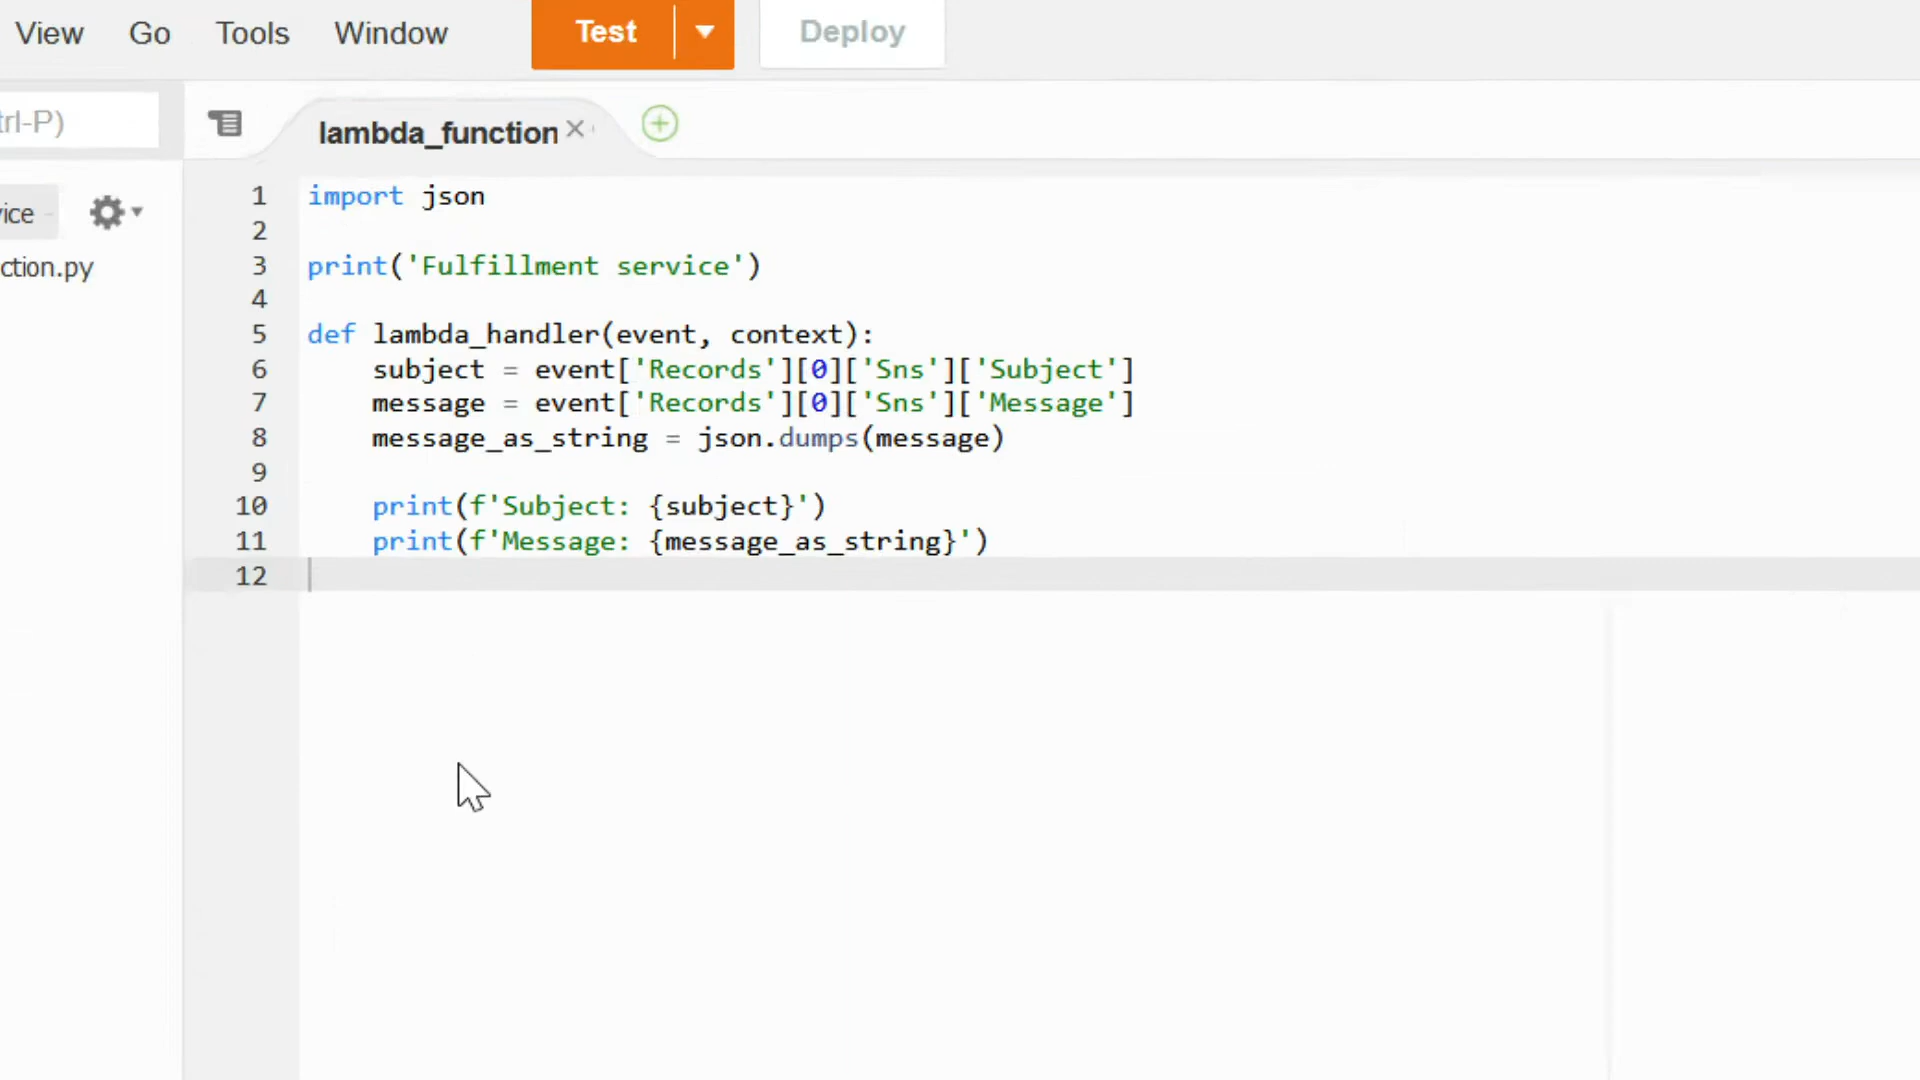 View Go Tools Window Test Deploy
trl-P)
lambda_function
vice
ction.py
1 import json
2
3 print('Fulfillment service')
4
5 def lambda_handler(event, context):
6 subject = event['Records'][0]['Sns']['Subject']
7 message = event['Records'][0]['Sns']['Message']
8 message_as_string = json.dumps(message)
9
10 print(f'Subject: {subject}')
11 print(f'Message: {message_as_string}')
12